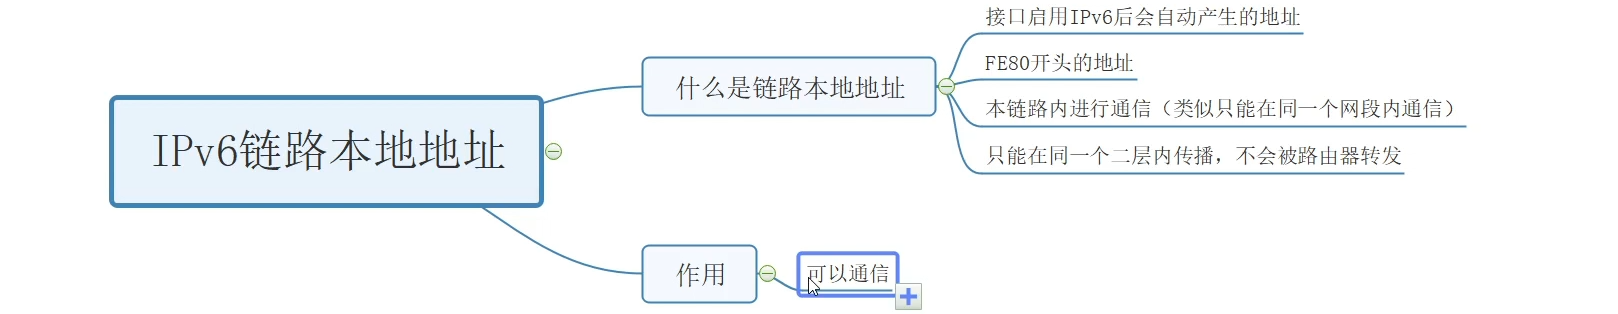 IPv6链路本地地址
什么是链路本地地址
接口启用IPv6后会自动产生的地址
FE80开头的地址
本链路内进行通信（类似只能在同一个网段内通信）
只能在同一个二层内传播，不会被路由器转发
作用
可以通信